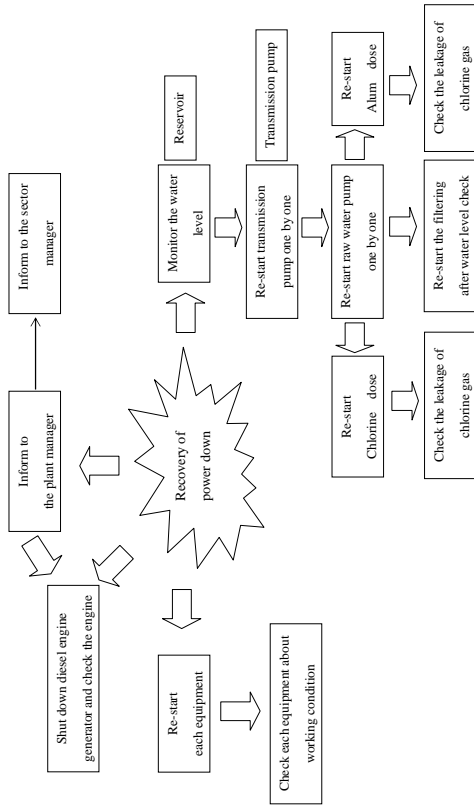 Inform to
the plant manager
Inform to the sector
manager
Shut down diesel engine
generator and check the engine
Recovery of
power down
Monitor the water
level
Reservoir
Re-start
each equipment
Check each equipment about
working condition
Re-start transmission
pump one by one
Transmission pump
Re-start raw water pump
one by one
Re-start
Chlorine dose
Re-start
Alum dose
Check the leakage of
chlorine gas
Re-start the filtering
after water level check
Check the leakage of
chlorine gas